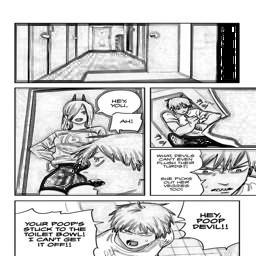 HEY,
YOU.
AH!
WHAT, DEVILS
CAN'T EVEN
FLUSH THEIR
TURDS?
SHE PICKS
OUT HER
VEGGIES
TOO!
YOUR POOP'S
STUCK TO THE
TOILET BOWL!
I CAN'T GET
IT OFF!!
HEY,
POOP
DEVIL!!